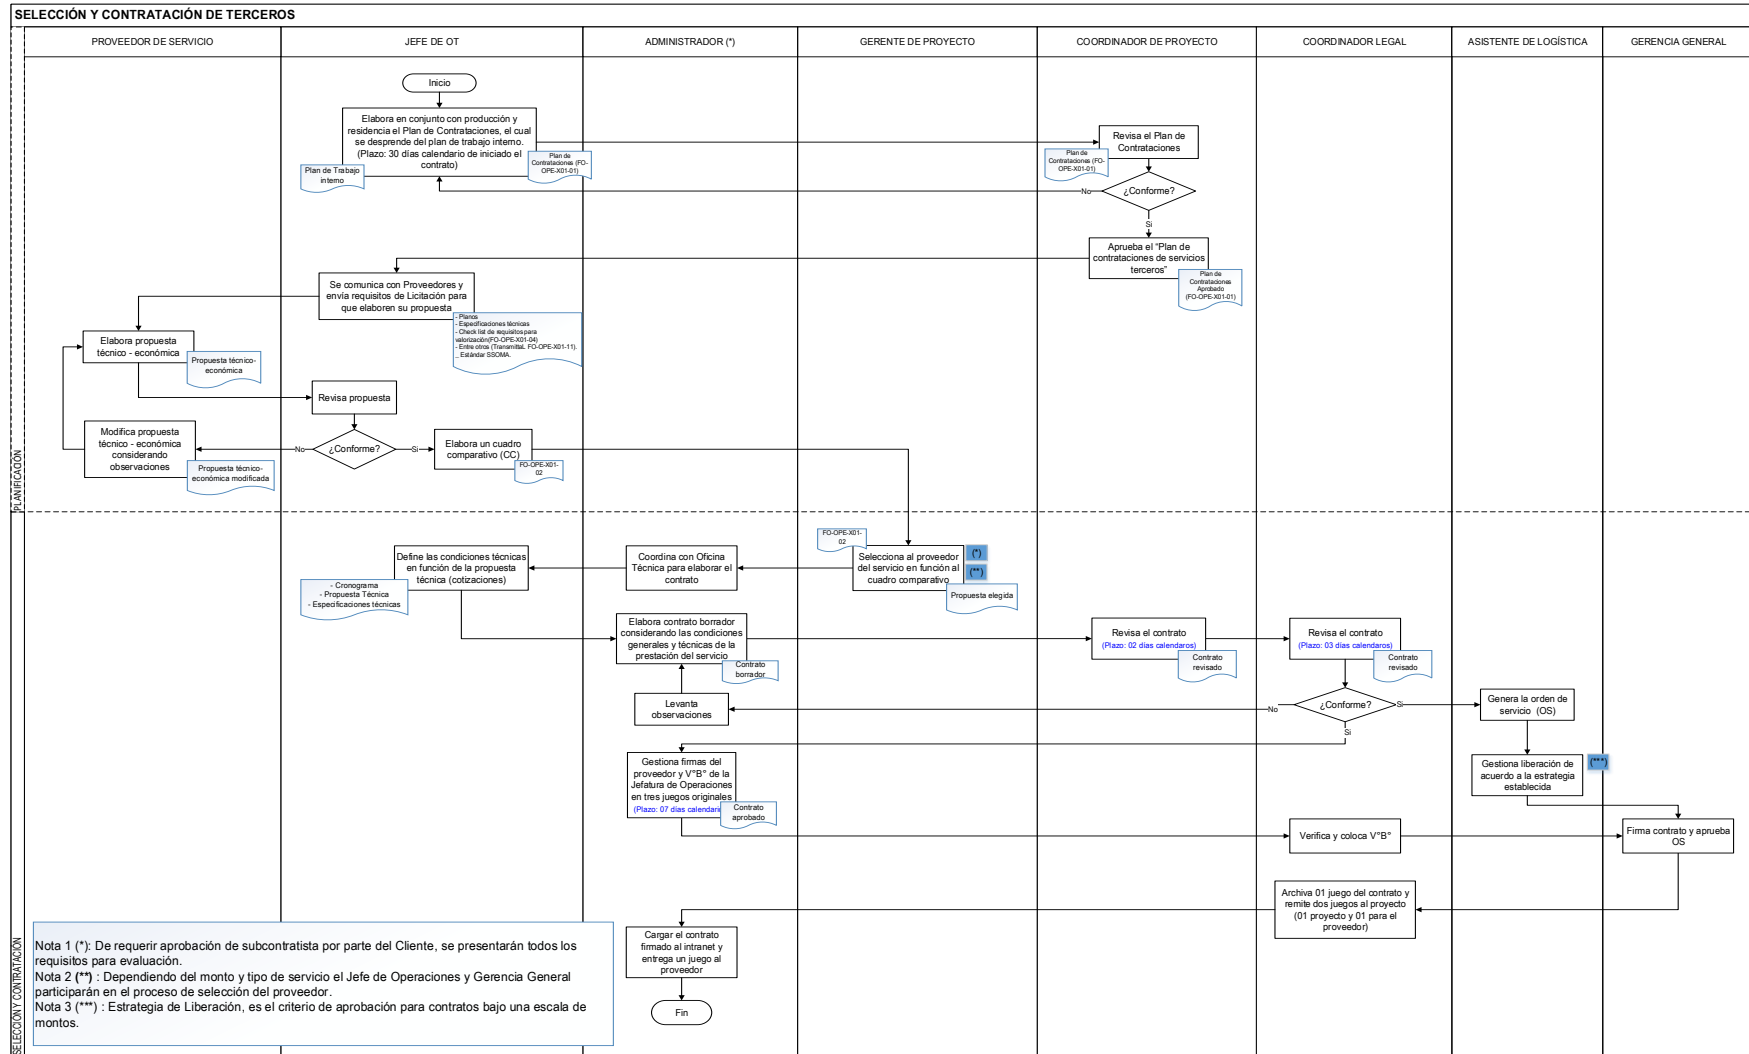 SELECCIÓN Y CONTRATACIÓN DE TERCEROS
PROVEEDOR DE SERVICIO
JEFE DE OT
ADMINISTRADOR (*)
GERENTE DE PROYECTO
COORDINADOR DE PROYECTO
COORDINADOR LEGAL
ASISTENTE DE LOGÍSTICA
GERENCIA GENERAL
PLANIFICACIÓN
Inicio
Elabora en conjunto con producción y
residencia el Plan de Contrataciones, el cual
se desprende del plan de trabajo interno.
(Plazo: 30 días calendario de iniciado el
contrato)
Plan de Trabajo
interno
Plan de
Contrataciones (FO-
OPE-X01-01)
Revisa el Plan de
Contrataciones
Plan de
Contrataciones (FO-
OPE-X01-01)
¿Conforme?
No
Si
Aprueba el "Plan de
contrataciones de servicios
terceros"
Plan de
Contrataciones
Aprobado
(FO-OPE-X01-01)
Se comunica con Proveedores y
envía requisitos de Licitación para
que elaboren su propuesta
- Planos
- Especificaciones técnicas
- Check list de requisitos para
valorización(FO-OPE-X01-04)
- Entre otros (Transmittal. FO-OPE-X01-11).
_ Estándar SSOMA.
Elabora propuesta
técnico - económica
Propuesta técnico-
económica
Revisa propuesta
¿Conforme?
No
Si
Modifica propuesta
técnico - económica
considerando
observaciones
Propuesta técnico-
económica modificada
Elabora un cuadro
comparativo (CC)
FO-OPE-X01-
02
SELECCIÓN Y CONTRATACIÓN
FO-OPE-X01-
02
Selecciona al proveedor
del servicio en función al
cuadro comparativo
(*)
(**)
Propuesta elegida
Coordina con Oficina
Técnica para elaborar el
contrato
Define las condiciones técnicas
en función de la propuesta
técnica (cotizaciones)
- Cronograma
- Propuesta Técnica
- Especificaciones técnicas
Elabora contrato borrador
considerando las condiciones
generales y técnicas de la
prestación del servicio
Contrato
borrador
Revisa el contrato
(Plazo: 02 días calendaros)
Contrato
revisado
Revisa el contrato
(Plazo: 03 días calendaros)
Contrato
revisado
¿Conforme?
No
Si
Si
Levanta
observaciones
Genera la orden de
servicio (OS)
Gestiona liberación de
acuerdo a la estrategia
establecida
(***)
Gestiona firmas del
proveedor y V°B° de la
Jefatura de Operaciones
en tres juegos originales
(Plazo: 07 días calendari
Contrato
aprobado
Verifica y coloca V°B°
Firma contrato y aprueba
OS
Archiva 01 juego del contrato y
remite dos juegos al proyecto
(01 proyecto y 01 para el
proveedor)
Cargar el contrato
firmado al intranet y
entrega un juego al
proveedor
Fin
Nota 1 (*): De requerir aprobación de subcontratista por parte del Cliente, se presentarán todos los
requisitos para evaluación.
Nota 2 (**) : Dependiendo del monto y tipo de servicio el Jefe de Operaciones y Gerencia General
participarán en el proceso de selección del proveedor.
Nota 3 (***) : Estrategia de Liberación, es el criterio de aprobación para contratos bajo una escala de
montos.